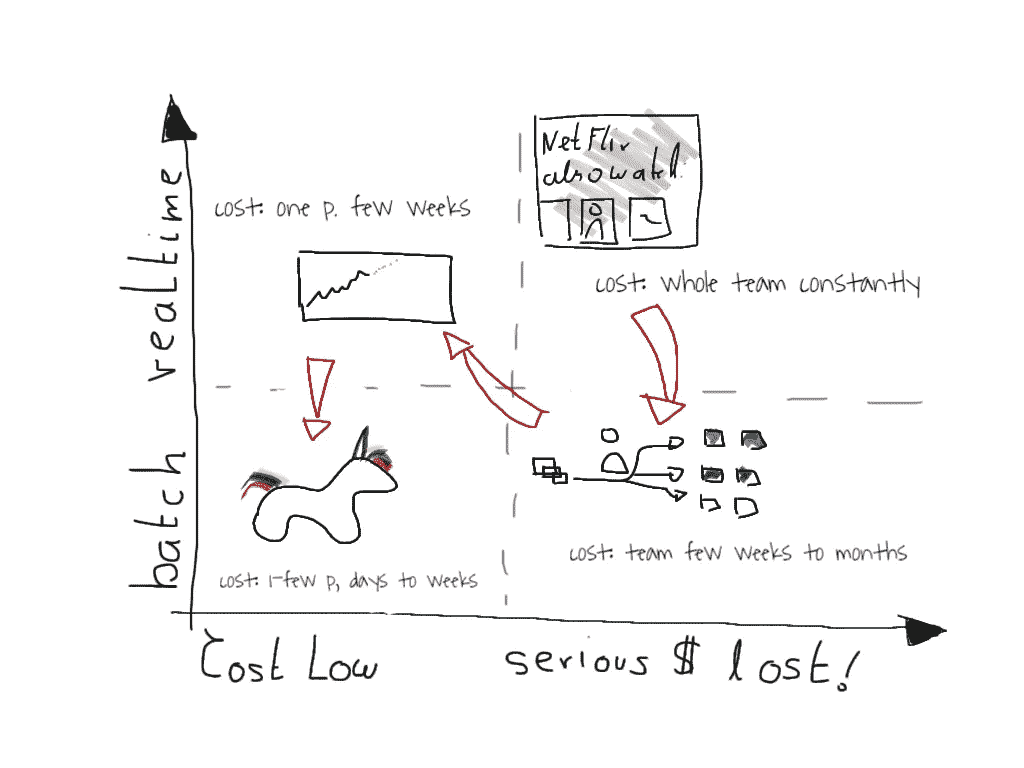 NetFlix
also watch.
cost: one p. few weeks
cost: whole team constantly
realtime
batch
cost: team few weeks to months
cost: 1-few p, days to weeks
Cost Low
serious $ lost!